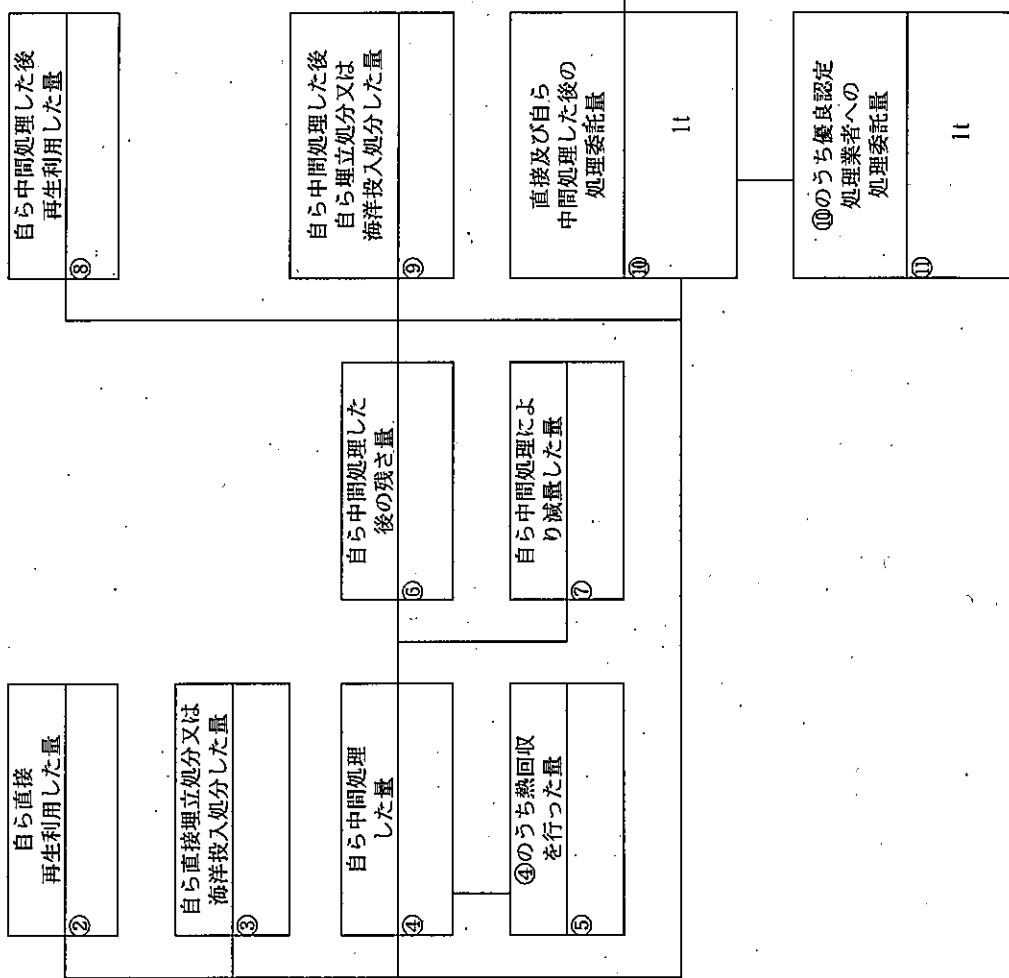 自ら直接
再生利用した量
②
自ら直接埋立処分又は
海洋投入処分した量
③
自ら中間処理
した量
④
④のうち熱回収
を行った量
⑤
自ら中間処理した
後の残さ量
⑥
自ら中間処理によ
り減量した量
⑦
自ら中間処理した後
再生利用した量
⑧
自ら中間処理した後
自ら埋立処分又は
海洋投入処分した量
⑨
直接及び自ら
中間処理した後の
処理委託量
⑩
1t
⑩のうち優良認定
処理業者への
処理委託量
⑪
1t